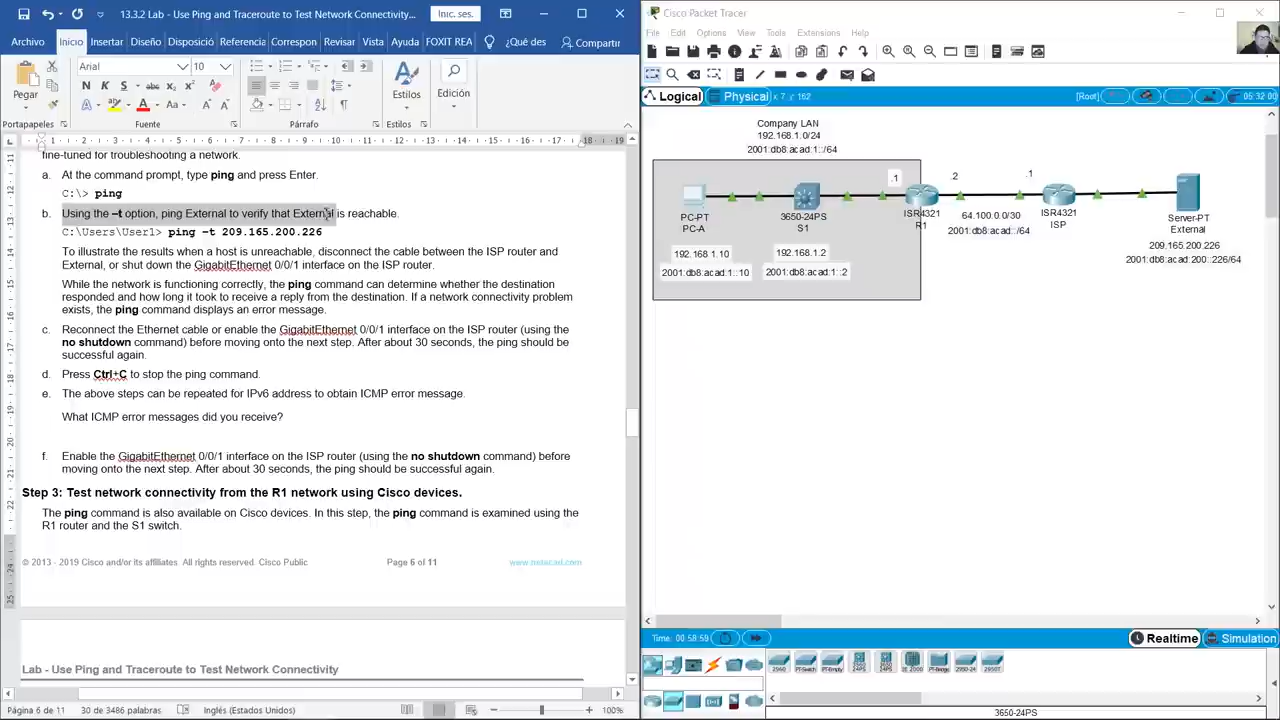 13.3.2 Lab - Use Ping and Traceroute to Test Network Connectivity...
Inic. ses.
Inicio
Referencia
Correspon
Revisar
Vista
Ayuda
FOXIT REA
¿Qué des
Compartir
Pegar
Arial
10
N
K
S
Aa
Estilos
Edición
Portapapeles
Fuente
Párrafo
Estilos
fine-tuned for troubleshooting a network.
a. At the command prompt, type ping and press Enter.
C:\> ping
b. Using the –t option, ping External to verify that External is reachable.
C:\Users\User1> ping –t 209.165.200.226
To illustrate the results when a host is unreachable, disconnect the cable between the ISP router and
External, or shut down the GigabitEthernet 0/0/1 interface on the ISP router.
While the network is functioning correctly, the ping command can determine whether the destination
responded and how long it took to receive a reply from the destination. If a network connectivity problem
exists, the ping command displays an error message.
c. Reconnect the Ethernet cable or enable the GigabitEthernet 0/0/1 interface on the ISP router (using the
no shutdown command) before moving onto the next step. After about 30 seconds, the ping should be
successful again.
d. Press Ctrl+C to stop the ping command.
e. The above steps can be repeated for IPv6 address to obtain ICMP error message.
What ICMP error messages did you receive?
f. Enable the GigabitEthernet 0/0/1 interface on the ISP router (using the no shutdown command) before
moving onto the next step. After about 30 seconds, the ping should be successful again.
Step 3: Test network connectivity from the R1 network using Cisco devices.
The ping command is also available on Cisco devices. In this step, the ping command is examined using the
R1 router and the S1 switch.
© 2013 - 2019 Cisco and/or its affiliates. All rights reserved. Cisco Public
Page 6 of 11
www.netacad.com
Lab - Use Ping and Traceroute to Test Network Connectivity
Página 6
30 de 3486 palabras
Inglés (Estados Unidos)
100%
Cisco Packet Tracer
File Edit Options View Tools Extensions Help
Logical
Physical
x 7 y 162
[Root]
05:32:00
Company LAN
192.168.1.0/24
2001:db8:acad:1::/64
.1
.2
.1
PC-PT
PC-A
3650-24PS
S1
ISR4321
R1
64.100.0.0/30
2001:db8:acad::/64
ISR4321
ISP
Server-PT
External
192.168.1.10
2001:db8:acad:1::10
192.168.1.2
2001:db8:acad:1::2
209.165.200.226
2001:db8:acad:200::226/64
Time: 00:58:59
Realtime
Simulation
2960
PT-Switch
PT-Empty
IE 2000
PT-Bridge
2950-24
2950T
3650-24PS